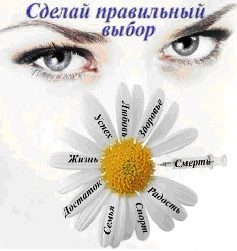 Сделай правильный
выбор
Успех
Любовь
Здоровье
Жизнь
Смерть
Достаток
Семья
Спорт
Радость